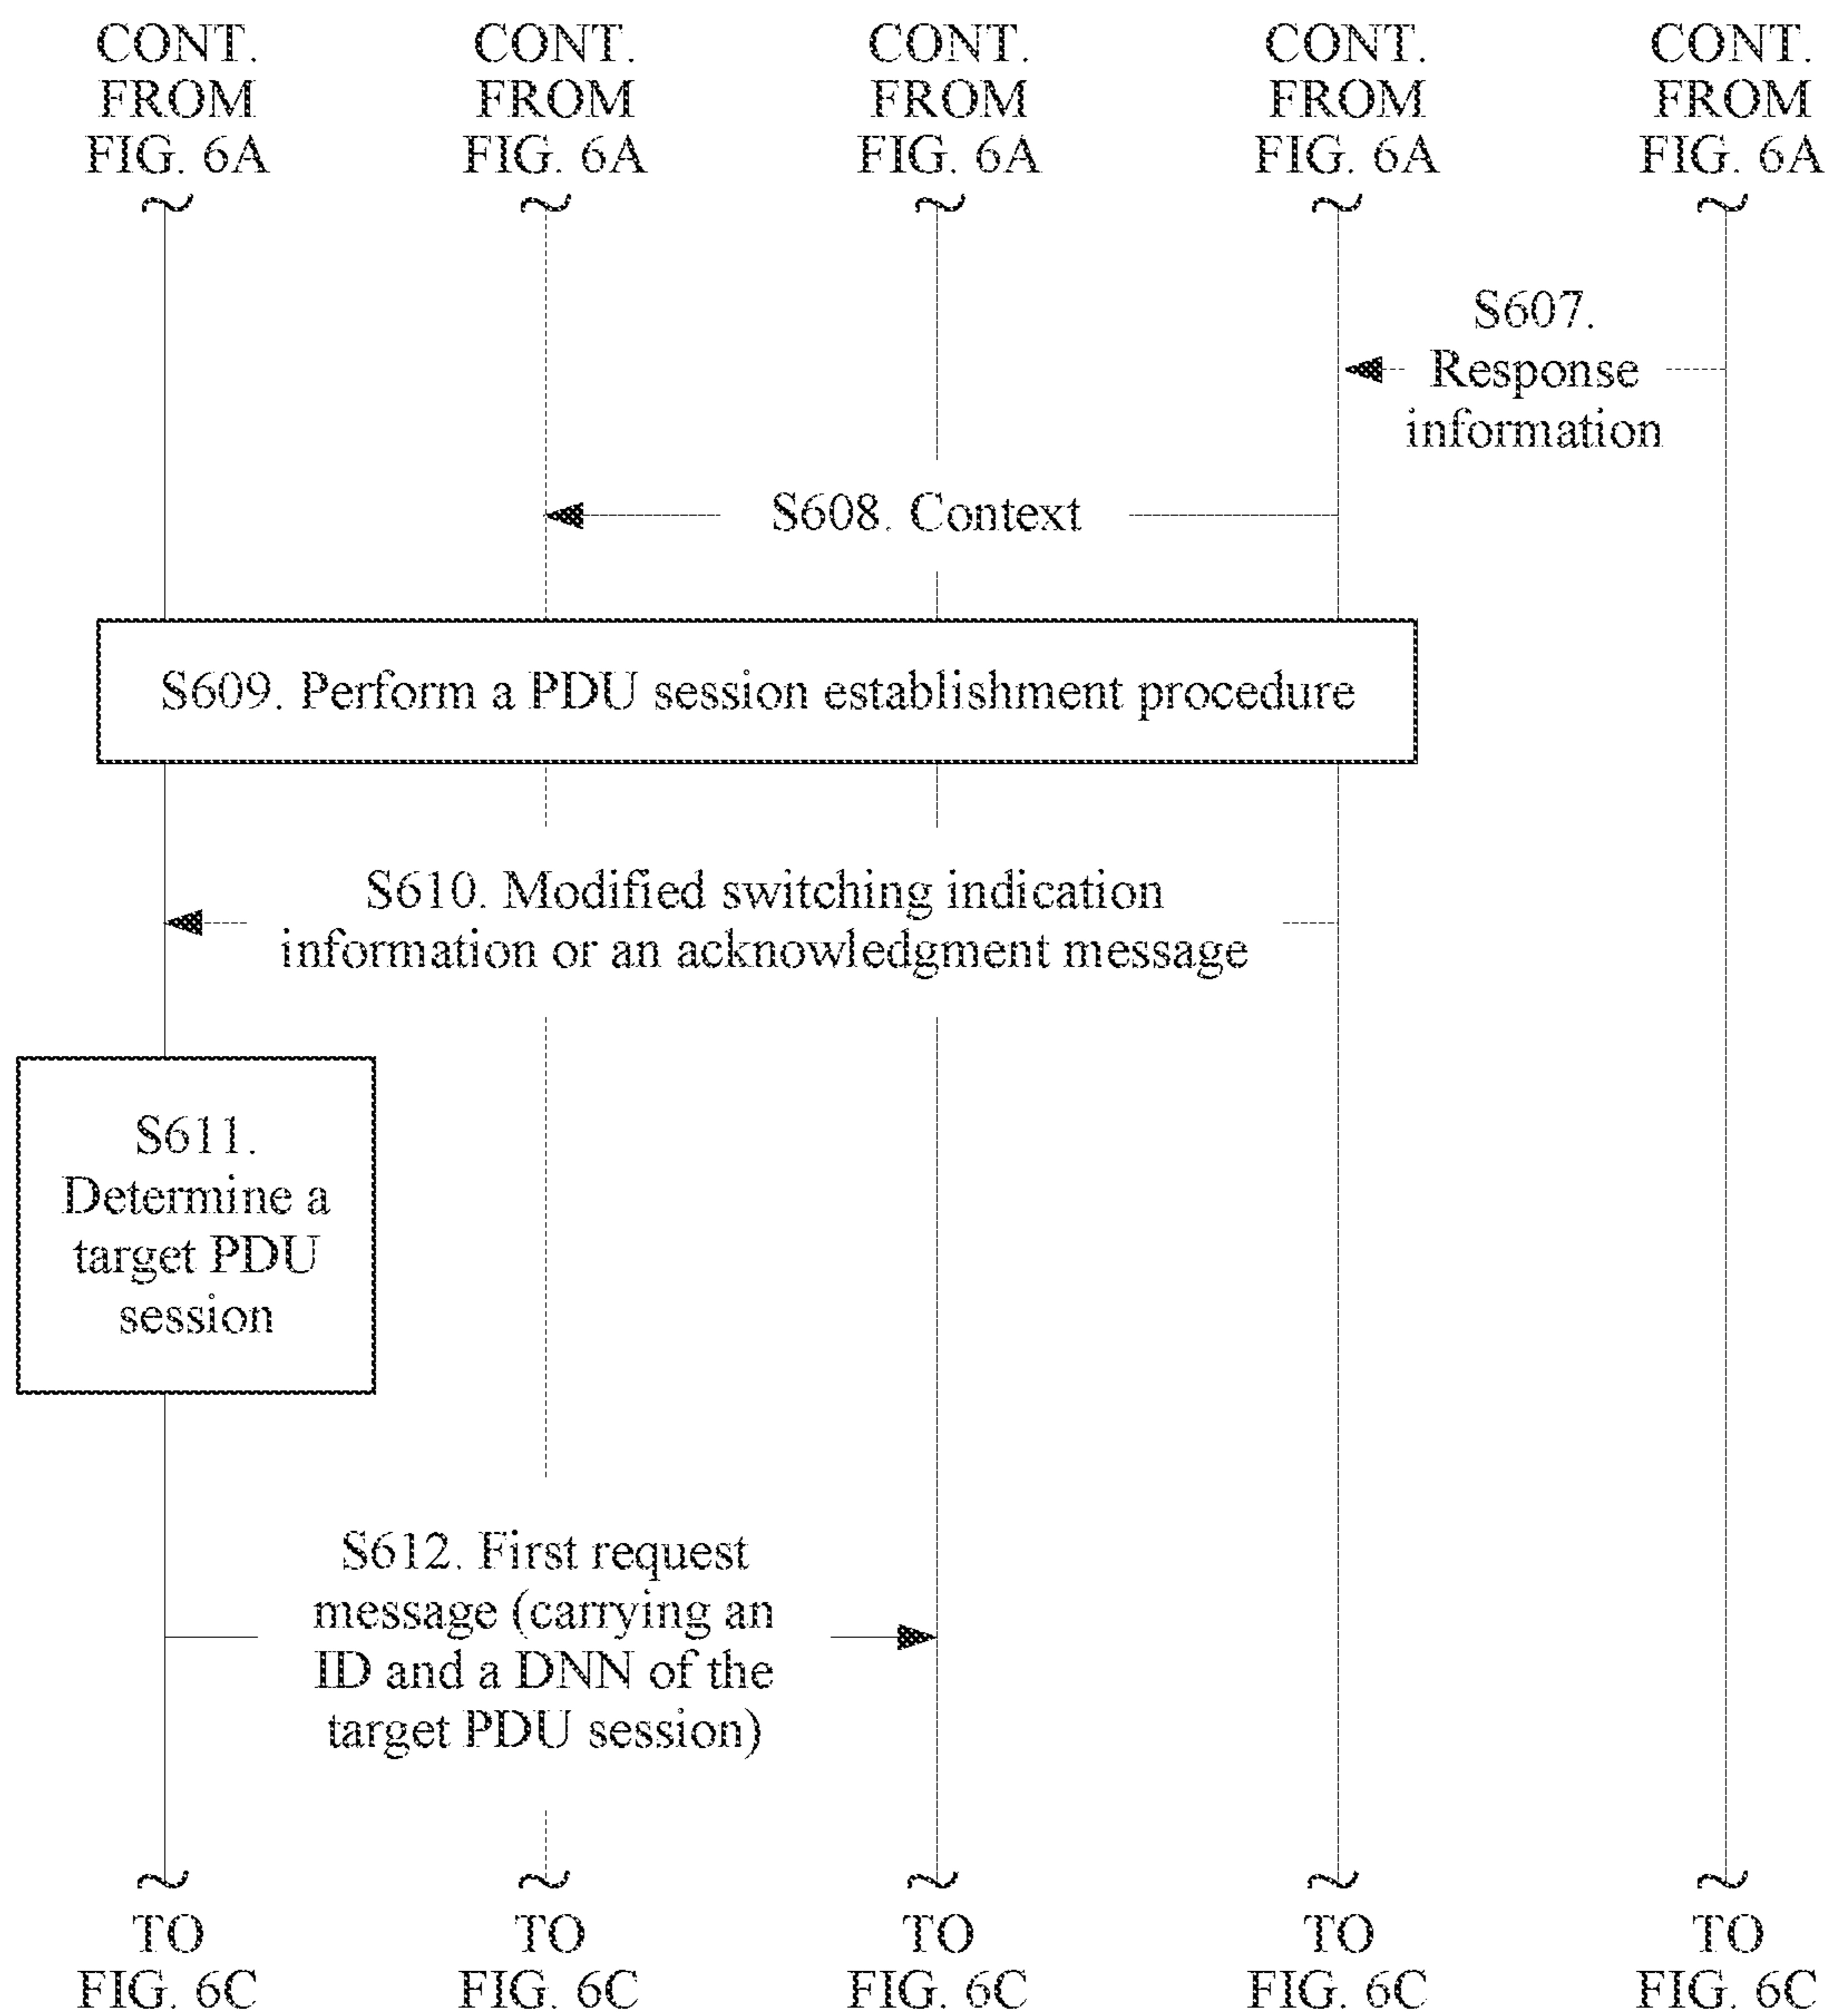 CONT.
FROM
FIG. 6A
CONT.
FROM
FIG. 6A
CONT.
FROM
FIG. 6A
CONT.
FROM
FIG. 6A
CONT.
FROM
FIG. 6A
S607.
Response
information
S608. Context
S609. Perform a PDU session establishment procedure
S610. Modified switching indication
information or an acknowledgment message
S611.
Determine a
target PDU
session
S612. First request
message (carrying an
ID and a DNN of the
target PDU session)
TO
FIG. 6C
TO
FIG. 6C
TO
FIG. 6C
TO
FIG. 6C
TO
FIG. 6C